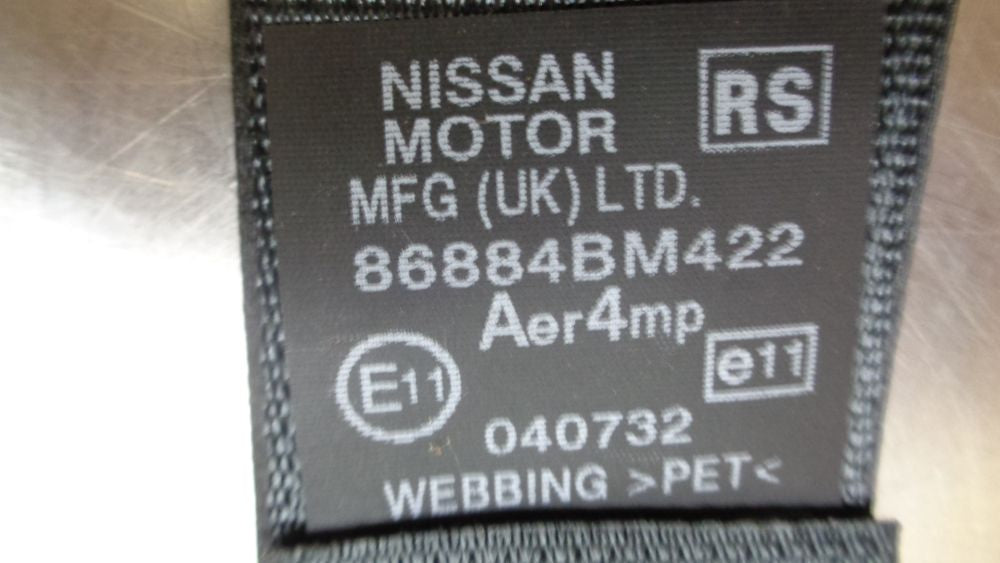 NISSAN
MOTOR
RS
MFG (UK) LTD.
86884BM422
Aer4mp
E11
e11
040732
WEBBING >PET<